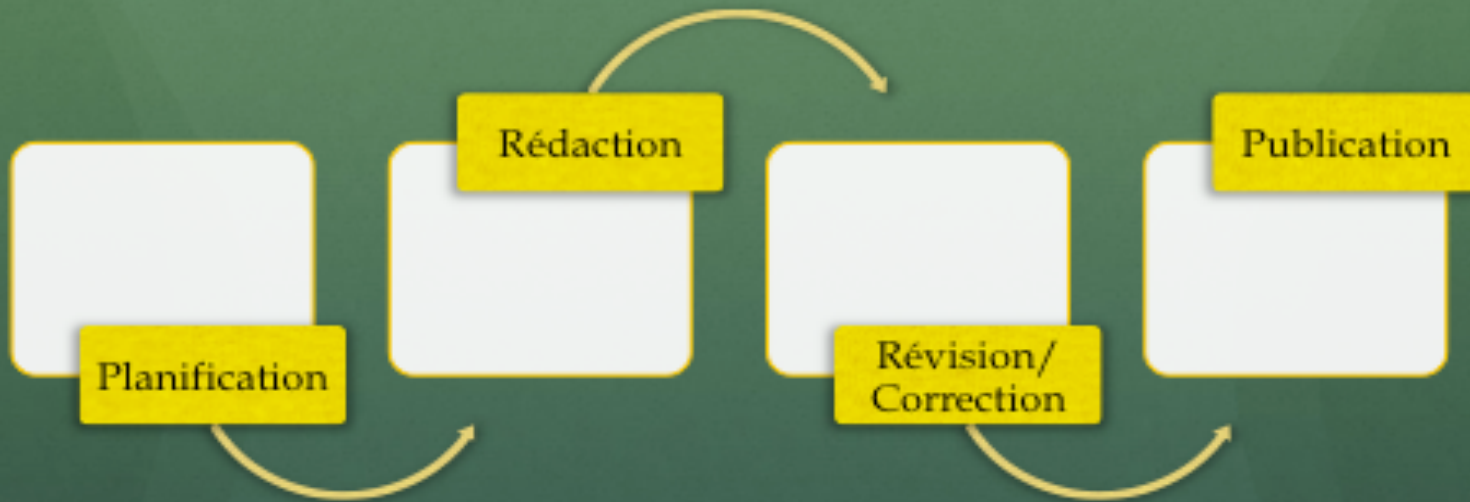 Planification
Rédaction
Révision/
Correction
Publication